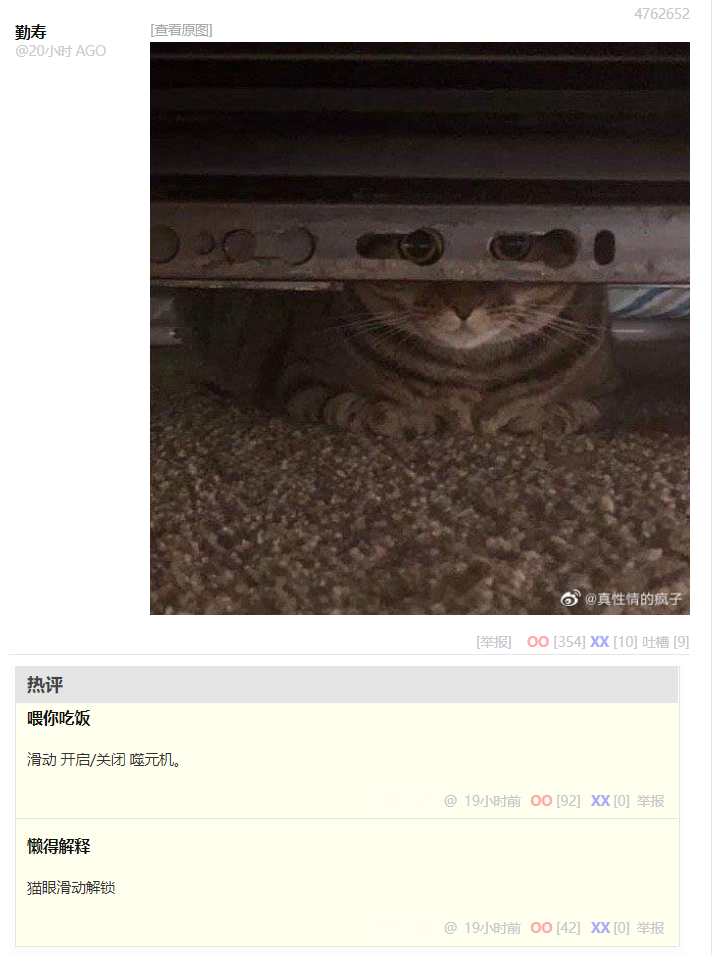 4762652
勤寿
@20小时 AGO
[查看原图]
@真性情的疯子
[举报] OO [354] XX [10] 吐槽 [9]
热评
喂你吃饭
滑动 开启/关闭 噬元机。
@ 19小时前 OO [92] XX [0] 举报
懒得解释
猫眼滑动解锁
@ 19小时前 OO [42] XX [0] 举报